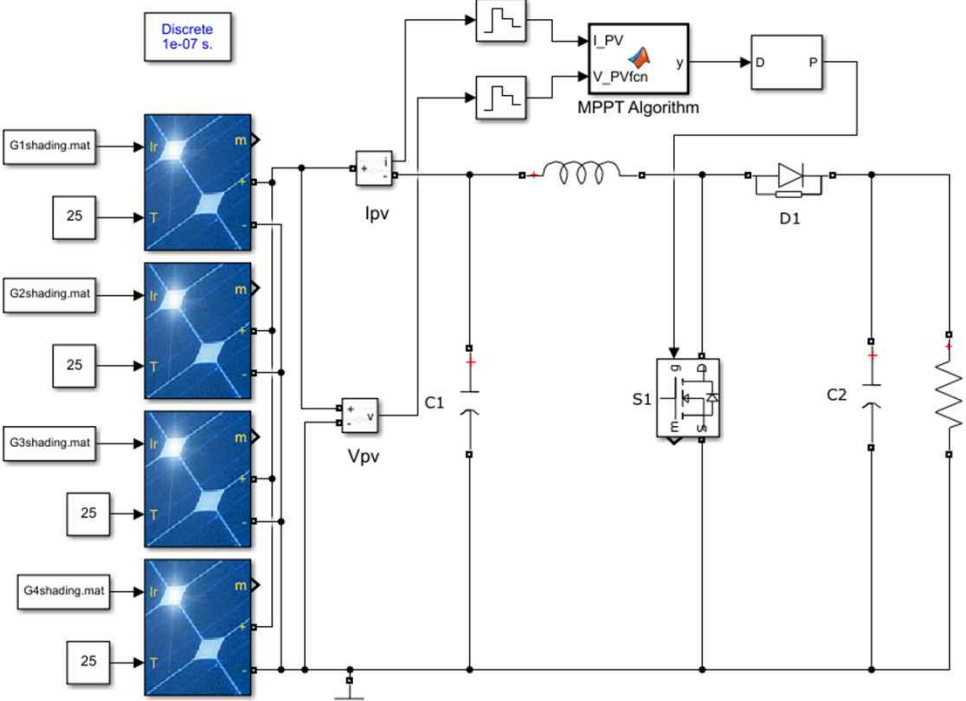 Discrete
1e-07 s.
I_PV
V_PVfcn
y
MPPT Algorithm
D
P
G1shading.mat
Ir
m
+
25
T
-
+
i
-
Ipv
+
D1
G2shading.mat
Ir
m
+
25
T
-
C1
+
+
-
v
Vpv
S1
g
D
m
s
C2
+
+
G3shading.mat
Ir
m
+
25
T
-
G4shading.mat
Ir
m
+
25
T
-